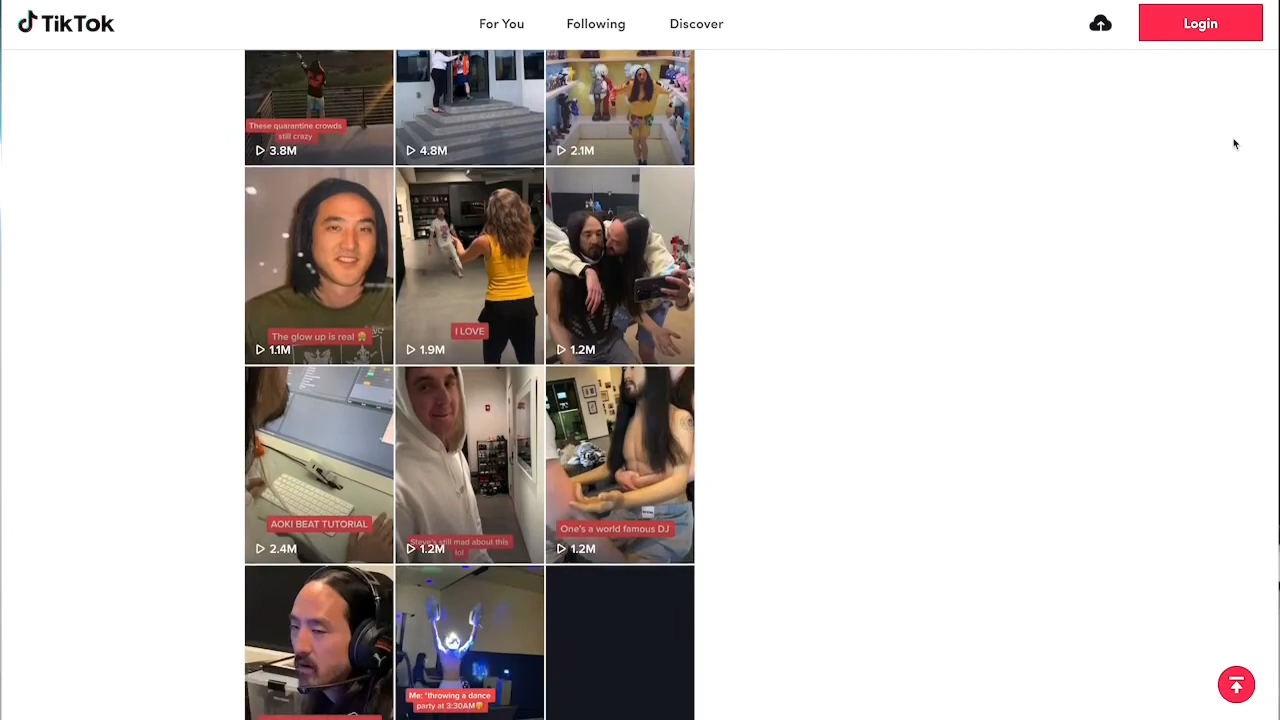 TikTok
For You
Following
Discover
Login
These quarantine crowds
still crazy
3.8M
4.8M
2.1M
The glow up is real
1.1M
I LOVE
1.9M
1.2M
AOKI BEAT TUTORIAL
2.4M
Steve's still mad about this
lol
1.2M
One's a world famous DJ
1.2M
Me: *throwing a dance
party at 3:30AM